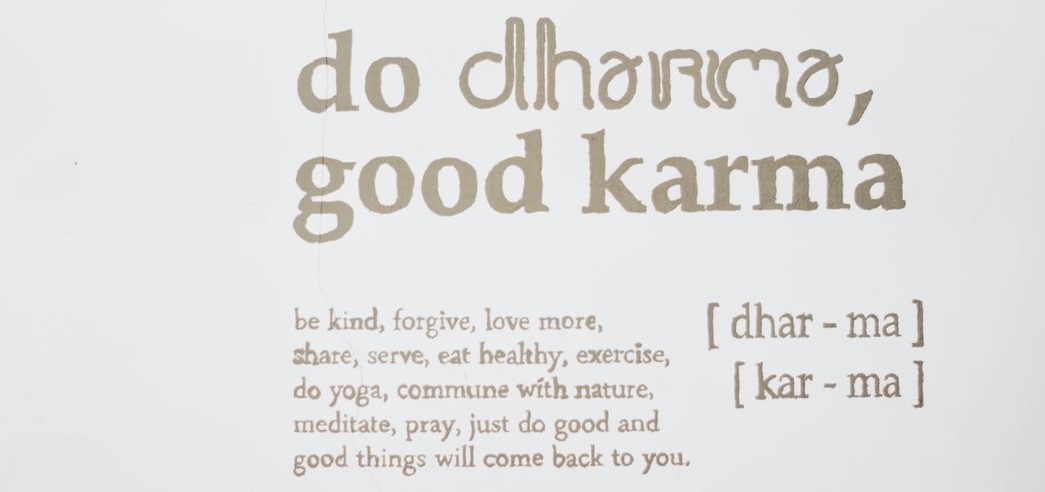 do dharma,
good karma
be kind, forgive, love more,
share, serve, eat healthy, exercise,
do yoga, commune with nature,
meditate, pray, just do good and
good things will come back to you.
[ dhar - ma ]
[ kar - ma ]